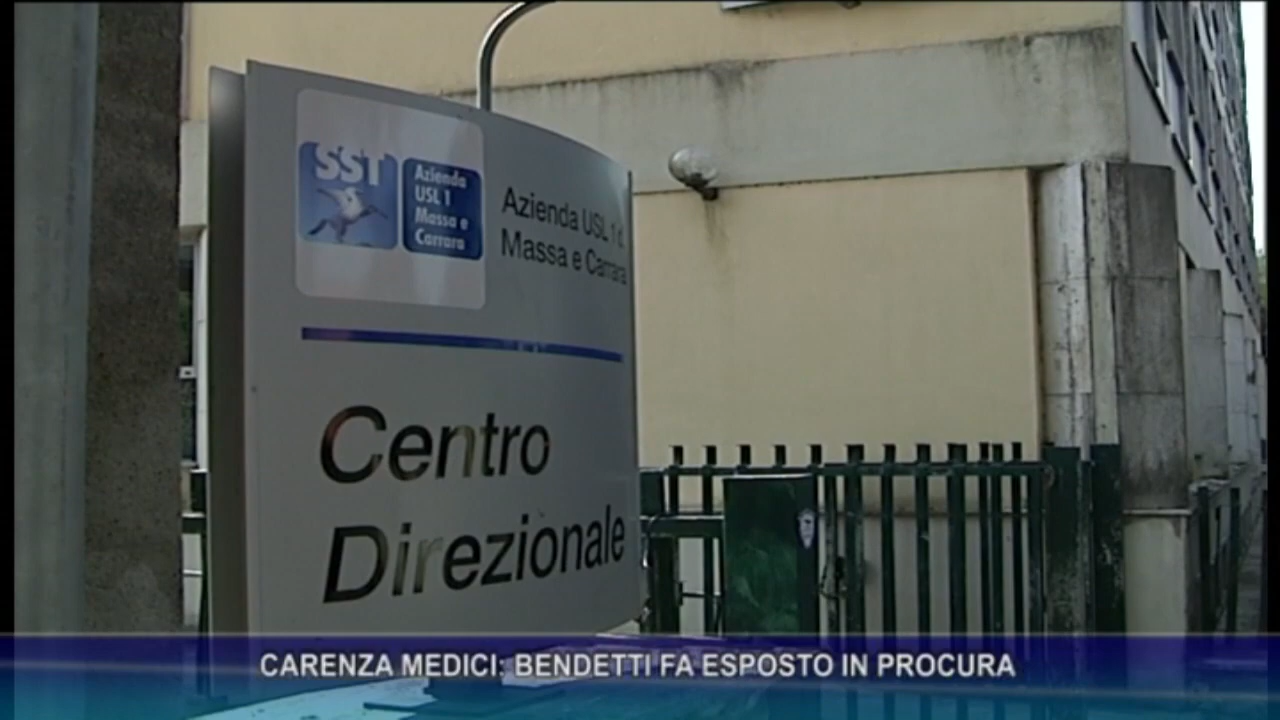 SST
Azienda
USL 1
Massa e
Carrara
Azienda USL 1 d
Massa e Carrara
Centro
Direzionale
CARENZA MEDICI: BENDETTI FA ESPOSTO IN PROCURA